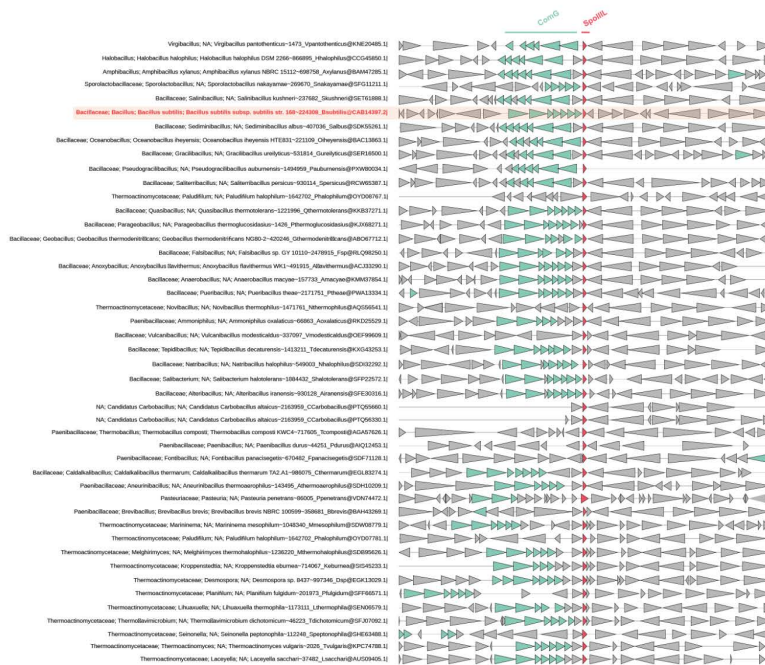 ComG
SpoIIIL
Virgibacillus; NA; Virgibacillus pantothenticus−1473_Vpantothenticus@KNE20485.1|
Halobacillus; Halobacillus halophilus; Halobacillus halophilus DSM 2266−866895_Hhalophilus@CCG45850.1|
Amphibacillus; Amphibacillus xylanus; Amphibacillus xylanus NBRC 15112−698758_Axylanus@BAM47285.1|
Sporolactobacillaceae; Sporolactobacillus; NA; Sporolactobacillus nakayamae−269670_Snakayamae@SFG11211.1|
Bacillaceae; Salinibacillus; NA; Salinibacillus kushneri−237682_Skushneri@SET61888.1|
Bacillaceae; Bacillus; Bacillus subtilis; Bacillus subtilis subsp. subtilis str. 168−224308_Bsubtilis@CAB14397.2|
Bacillaceae; Sediminibacillus; NA; Sediminibacillus albus−407036_Salbus@SDK55261.1|
Bacillaceae; Oceanobacillus; Oceanobacillus iheyensis; Oceanobacillus iheyensis HTE831−221109_Oiheyensis@BAC13863.1|
Bacillaceae; Gracilibacillus; NA; Gracilibacillus ureilyticus−531814_Gureilyticus@SER16500.1|
Bacillaceae; Pseudogracilibacillus; NA; Pseudogracilibacillus auburnensis−1494959_Pauburnensis@PXW80034.1|
Bacillaceae; Saliterribacillus; NA; Saliterribacillus persicus−930114_Spersicus@RCW65387.1|
Thermoactinomycetaceae; Paludifilum; NA; Paludifilum halophilum−1642702_Phalophilum@OYD08767.1|
Bacillaceae; Quasibacillus; NA; Quasibacillus thermotolerans−1221996_Qthermotolerans@KKB37271.1|
Bacillaceae; Parageobacillus; NA; Parageobacillus thermoglucosidasius−1426_Pthermoglucosidasius@KJX68271.1|
Bacillaceae; Geobacillus; Geobacillus thermodenitrificans; Geobacillus thermodenitrificans NG80−2−420246_Gthermodenitrificans@ABO67712.1|
Bacillaceae; Falsibacillus; NA; Falsibacillus sp. GY 10110−2478915_Fsp@RLQ98250.1|
Bacillaceae; Anoxybacillus; Anoxybacillus flavithermus; Anoxybacillus flavithermus WK1−491915_Aflavithermus@ACJ33290.1|
Bacillaceae; Anaerobacillus; NA; Anaerobacillus macyae−157733_Amacyae@KMM37854.1|
Bacillaceae; Pueribacillus; NA; Pueribacillus theae−2171751_Ptheae@PWA13334.1|
Thermoactinomycetaceae; Novibacillus; NA; Novibacillus thermophilus−1471761_Nthermophilus@AQS56541.1|
Paenibacillaceae; Ammoniphilus; NA; Ammoniphilus oxalaticus−66863_Aoxalaticus@RKD25529.1|
Bacillaceae; Vulcanibacillus; NA; Vulcanibacillus modesticaldus−337097_Vmodesticaldus@OEF99609.1|
Bacillaceae; Tepidibacillus; NA; Tepidibacillus decaturensis−1413211_Tdecaturensis@KXG43253.1|
Bacillaceae; Natribacillus; NA; Natribacillus halophilus−549003_Nhalophilus@SDI32292.1|
Bacillaceae; Salibacterium; NA; Salibacterium halotolerans−1884432_Shalotolerans@SFP22572.1|
Bacillaceae; Alteribacillus; NA; Alteribacillus iranensis−930128_Airanensis@SFE30316.1|
NA; Candidatus Carbobacillus; NA; Candidatus Carbobacillus altaicus−2163959_CCarbobacillus@PTQ55660.1|
NA; Candidatus Carbobacillus; NA; Candidatus Carbobacillus altaicus−2163959_CCarbobacillus@PTQ56330.1|
Paenibacillaceae; Thermobacillus; Thermobacillus composti; Thermobacillus composti KWC4−717605_Tcomposti@AGA57626.1|
Paenibacillaceae; Paenibacillus; NA; Paenibacillus durus−44251_Pdurus@AIQ12453.1|
Paenibacillaceae; Fontibacillus; NA; Fontibacillus panacisegetis−670482_Fpanacisegetis@SDF71128.1|
Bacillaceae; Caldalkalibacillus; Caldalkalibacillus thermarum; Caldalkalibacillus thermarum TA2.A1−986075_Cthermarum@EGL83274.1|
Paenibacillaceae; Aneurinibacillus; NA; Aneurinibacillus thermoaerophilus−143495_Athermoaerophilus@SDH10209.1|
Pasteuriaceae; Pasteuria; NA; Pasteuria penetrans−86005_Ppenetrans@VDN74472.1|
Paenibacillaceae; Brevibacillus; Brevibacillus brevis; Brevibacillus brevis NBRC 100599−358681_Bbrevis@BAH43269.1|
Thermoactinomycetaceae; Marininema; NA; Marininema mesophilum−1048340_Mmesophilum@SDW08779.1|
Thermoactinomycetaceae; Paludifilum; NA; Paludifilum halophilum−1642702_Phalophilum@OYD07781.1|
Thermoactinomycetaceae; Melghirimyces; NA; Melghirimyces thermohalophilus−1236220_Mthermohalophilus@SDB95626.1|
Thermoactinomycetaceae; Kroppenstedtia; NA; Kroppenstedtia eburnea−714067_Keburnea@SIS45233.1|
Thermoactinomycetaceae; Desmospora; NA; Desmospora sp. 8437−997346_Dsp@EGK13029.1|
Thermoactinomycetaceae; Planifilum; NA; Planifilum fulgidum−201973_Pfulgidum@SFF66571.1|
Thermoactinomycetaceae; Lihuaxuella; NA; Lihuaxuella thermophila−1173111_Lthermophila@SEN06579.1|
Thermoactinomycetaceae; Thermoflavimicrobium; NA; Thermoflavimicrobium dichotomicum−46223_Tdichotomicum@SFJ07092.1|
Thermoactinomycetaceae; Seinonella; NA; Seinonella peptonophila−112248_Speptonophila@SHE63488.1|
Thermoactinomycetaceae; Thermoactinomyces; NA; Thermoactinomyces vulgaris−2026_Tvulgaris@KPC74788.1|
Thermoactinomycetaceae; Laceyella; NA; Laceyella sacchari−37482_Lsacchari@AUS09405.1|